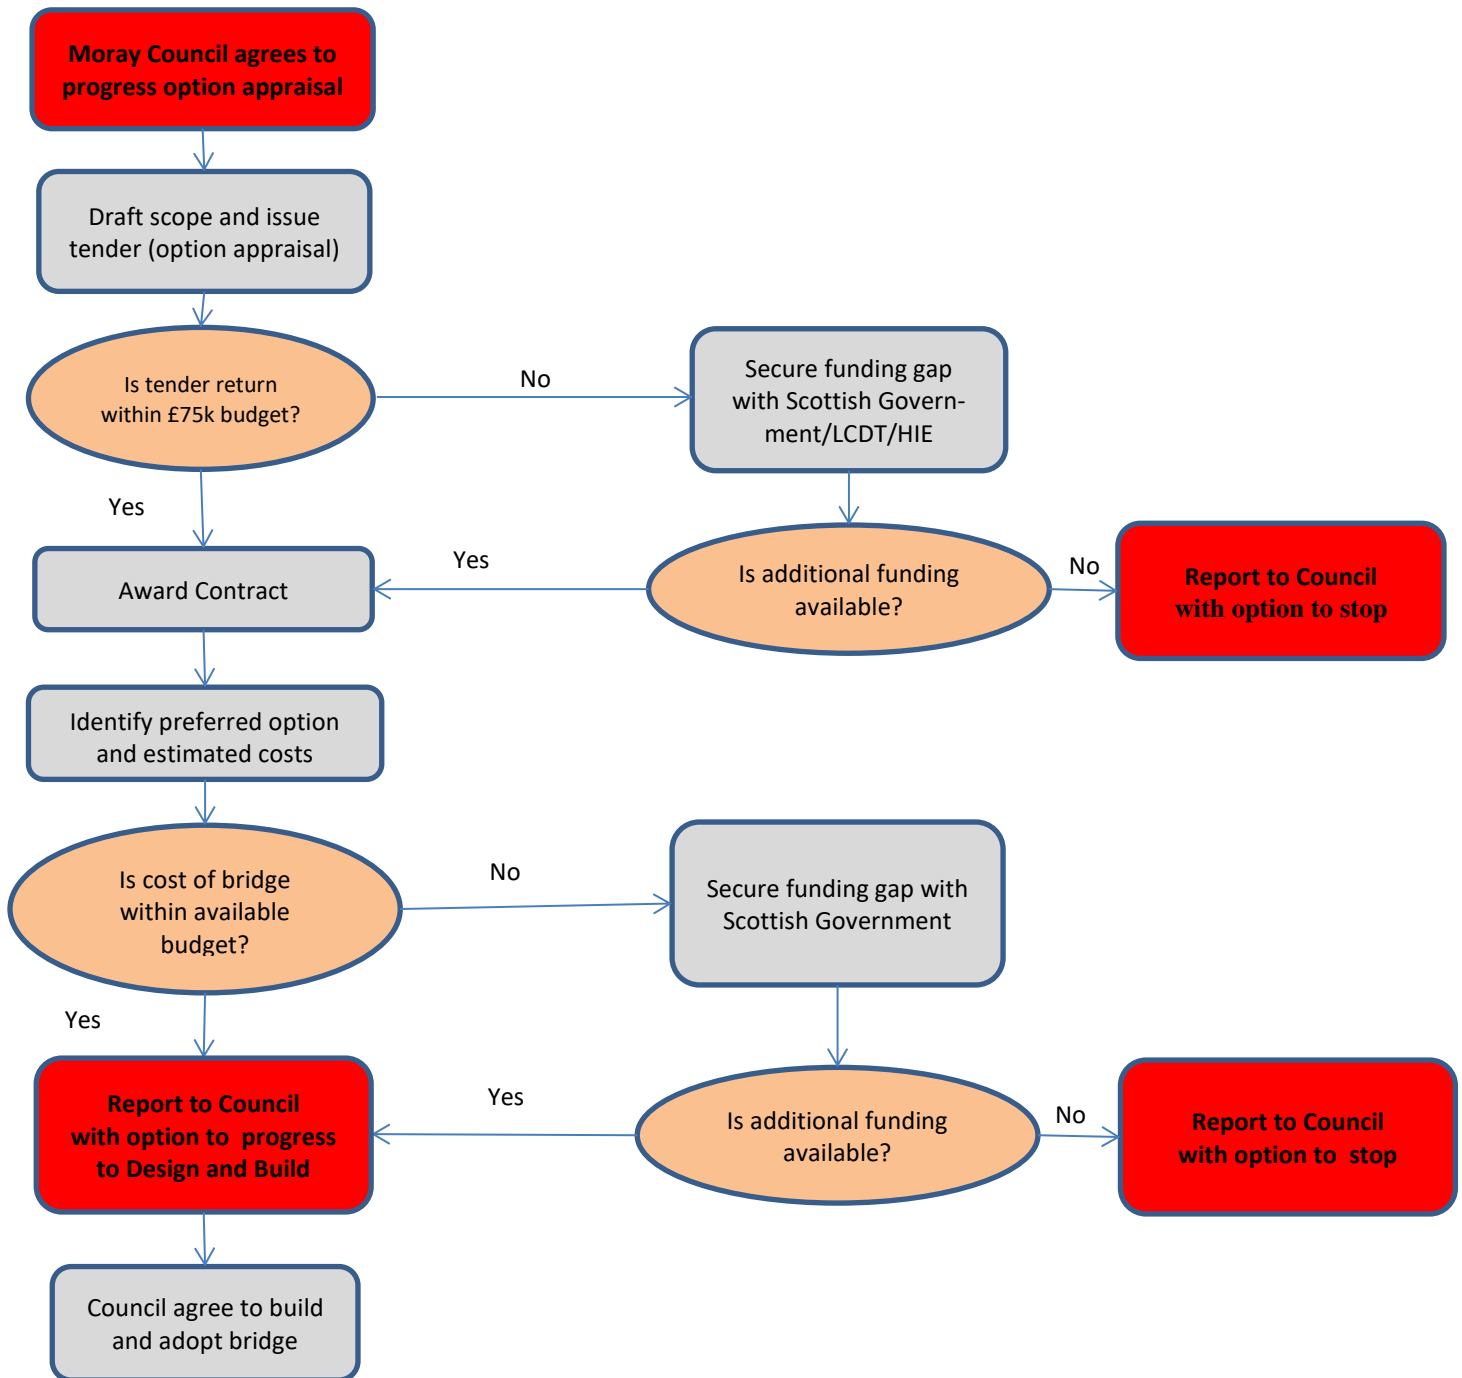 Moray Council agrees to
progress option appraisal
Draft scope and issue
tender (option appraisal)
Is tender return
within £75k budget?
No
Secure funding gap
with Scottish Govern-
ment/LCDT/HIE
Yes
Award Contract
Yes
Is additional funding
available?
No
Report to Council
with option to stop
Identify preferred option
and estimated costs
Is cost of bridge
within available
budget?
No
Secure funding gap with
Scottish Government
Yes
Report to Council
with option to  progress
to Design and Build
Yes
Is additional funding
available?
No
Report to Council
with option to  stop
Council agree to build
and adopt bridge